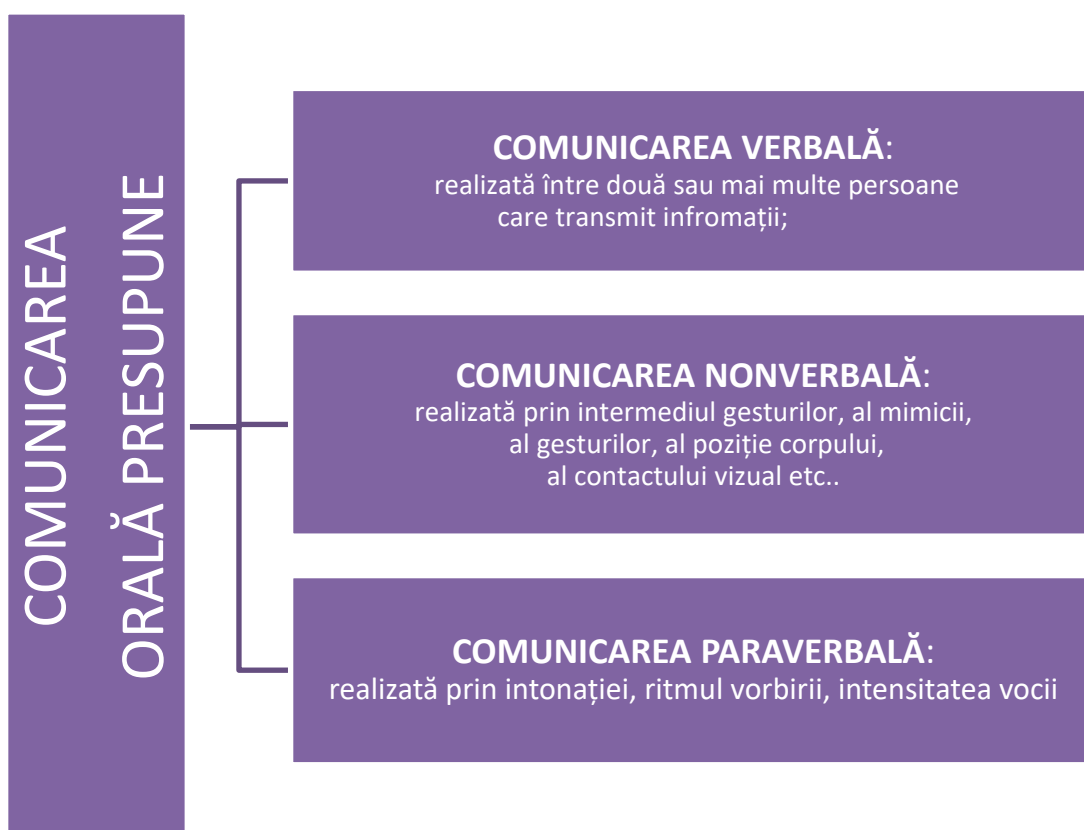 COMUNICAREA
ORALĂ PRESUPUNE
COMUNICAREA VERBALĂ:
realizată între două sau mai multe persoane
care transmit infromații;
COMUNICAREA NONVERBALĂ:
realizată prin intermediul gesturilor, al mimicii,
al gesturilor, al poziție corpului,
al contactului vizual etc..
COMUNICAREA PARAVERBALĂ:
realizată prin intonației, ritmul vorbirii, intensitatea vocii